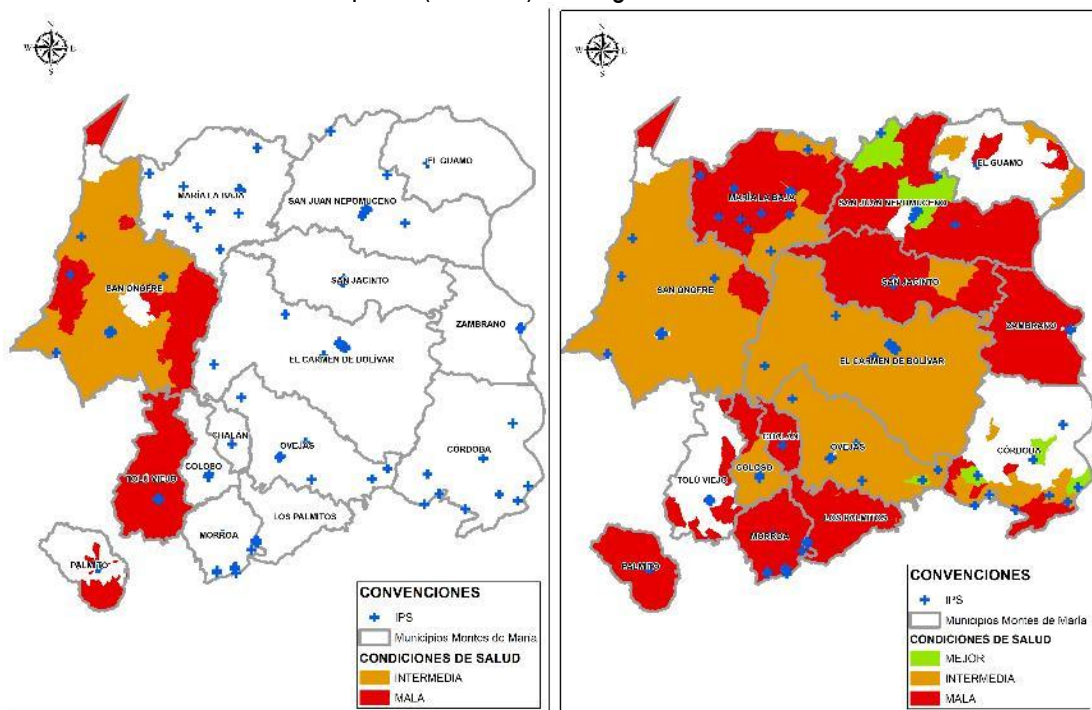 N
W E
S
EL GUAMO
MARÍA LA BAJA
SAN JUAN NEPOMUCENO
SAN JACINTO
SAN ONOFRE
ZAMBRANO
EL CARMEN DE BOLÍVAR
CHALÁN
OVEJAS
CÓRDOBA
COLOSO
TOLÚ VIEJO
LOS PALMITOS
MORROA
PALMITO
CONVENCIONES
IPS
Municipios Montes de María
CONDICIONES DE SALUD
INTERMEDIA
MALA
N
W E
S
EL GUAMO
MARÍA LA BAJA
SAN JUAN NEPOMUCENO
SAN JACINTO
SAN ONOFRE
ZAMBRANO
EL CARMEN DE BOLÍVAR
CHALÁN
OVEJAS
CÓRDOBA
COLOSO
TOLÚ VIEJO
LOS PALMITOS
MORROA
PALMITO
CONVENCIONES
IPS
Municipios Montes de María
CONDICIONES DE SALUD
MEJOR
INTERMEDIA
MALA